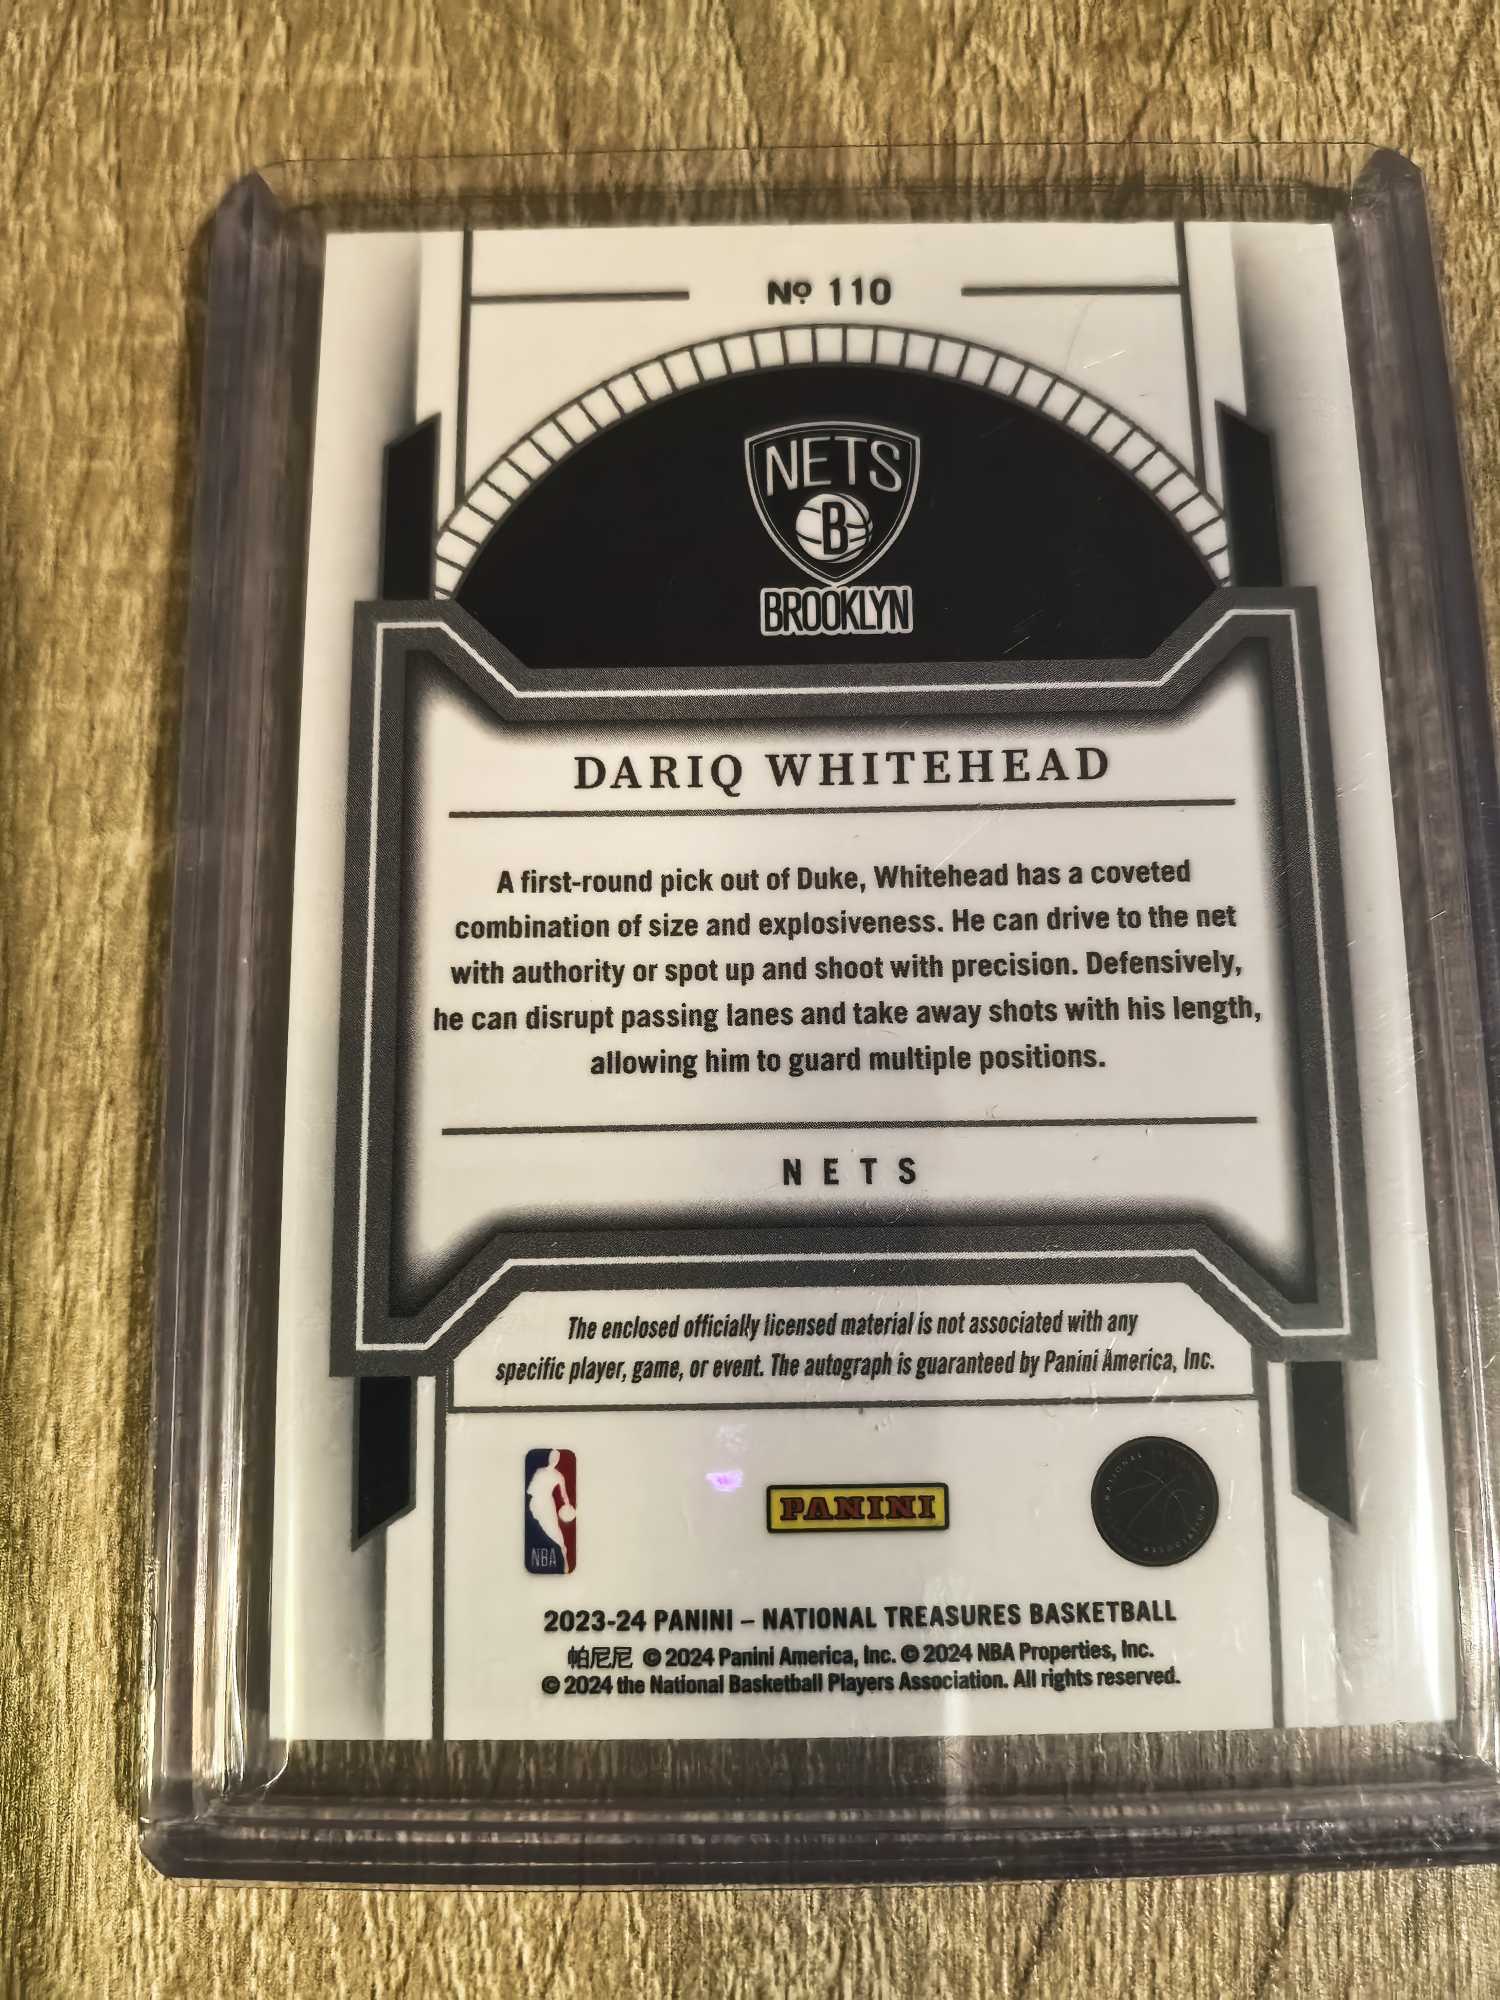 Nº 110
NETS
B
BROOKLYN
DARIQ WHITEHEAD
A first-round pick out of Duke, Whitehead has a coveted
combination of size and explosiveness. He can drive to the net
with authority or spot up and shoot with precision. Defensively,
he can disrupt passing lanes and take away shots with his length,
allowing him to guard multiple positions.
NETS
The enclosed officially licensed material is not associated with any
specific player, game, or event. The autograph is guaranteed by Panini America, Inc.
NBA
PANINI
NATIONAL ASSOCIATION
2023-24 PANINI – NATIONAL TREASURES BASKETBALL
帕尼尼 © 2024 Panini America, Inc. © 2024 NBA Properties, Inc.
© 2024 the National Basketball Players Association. All rights reserved.